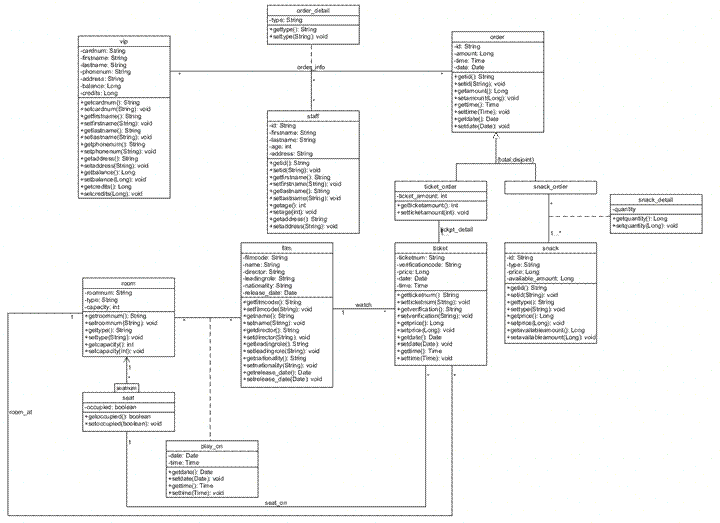 order_detail
-type: String
+gettype(): String
+settype(String): void
vip
-cardnum: String
-firstname: String
-lastname: String
-phonenum: String
-address: String
-balance: Long
-credits: Long
+getcardnum(): String
+setcardnum(String): void
+getfirstname(): String
+setfirstname(String): void
+getlastname(): String
+setlastname(String): void
+getphonenum(): String
+setphonenum(String): void
+getaddress(): String
+setaddress(String): void
+getbalance(): Long
+setbalance(Long): void
+getcredits(): Long
+setcredits(Long): void
order_info
order
-id: String
-amount: Long
-time: Time
-date: Date
+getid(): String
+setid(String): void
+getamount(): Long
+setamount(Long): void
+gettime(): Time
+settime(Time): void
+getdate(): Date
+setdate(Date): void
staff
-id: String
-firstname: String
-lastname: String
-age: int
-address: String
+getid(): String
+setid(String): void
+getfirstname(): String
+setfirstname(String): void
+getlastname(): String
+setlastname(String): void
+getage(): int
+setage(int): void
+getaddress(): String
+setaddress(String): void
{total,disjoint}
ticket_order
-ticket_amount: int
+getticketamount(): int
+setticketamount(int): void
snack_order
snack_detail
-quantity
+getquantity(): Long
+setquantity(Long): void
ticket_detail
1...*
film
-filmcode: String
-name: String
-director: String
-leadingrole: String
-nationality: String
-release_date: Date
+getfilmcode(): String
+setfilmcode(String): void
+getname(): String
+setname(String): void
+getdirector(): String
+setdirector(String): void
+getleadingrole(): String
+setleadingrole(String): void
+getnationality(): String
+setnationality(String): void
+getrelease_date(): Date
+setrelease_date(Date): void
watch
1
ticket
-ticketnum: String
-verificationcode: String
-price: Long
-date: Date
-time: Time
+getticketnum(): String
+setticketnum(String): void
+getverification(): String
+setverification(String): void
+getprice(): Long
+setprice(Long): void
+getdate(): Date
+setdate(Date): void
+gettime(): Time
+settime(Time): void
snack
-id: String
-type: String
-price: Long
-available_amount: Long
+getid(): String
+setid(String): void
+gettype(): String
+settype(String): void
+getprice(): Long
+setprice(Long): void
+getavailableamount(): Long
+setavailableamount(Long): void
room
-roomnum: String
-type: String
-capacity: int
+getroomnum(): String
+setroomnum(String): void
+gettype(): String
+settype(String): void
+getcapacity(): int
+setcapacity(int): void
1
1
seatnum
seat
-occupied: boolean
+getoccupied(): boolean
+setoccupied(boolean): void
room_at
1
play_on
-date: Date
-time: Time
+getdate(): Date
+setdate(Date): void
+gettime(): Time
+settime(Time): void
seat_on